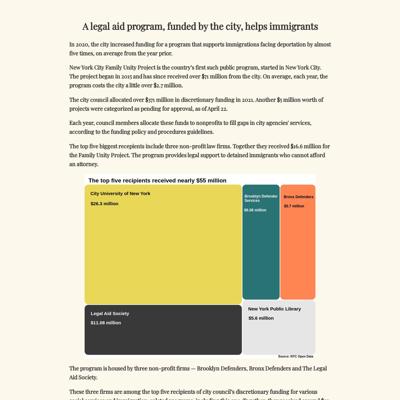 A legal aid program, funded by the city, helps immigrants
In 2020, the city increased funding for a program that supports immigrations facing deportation by almost
five times, on average from the year prior.
New York City Family Unity Project is the country's first such public program, started in New York City.
The project began in 2015 and has since received over $71 million from the city. On average, each year, the
program costs the city a little over $2.7 million.
The city council allocated over $571 million in discretionary funding in 2021. Another $5 million worth of
projects were categorized as pending for approval, as of April 22.
Each year, council members allocate these funds to nonprofits to fill gaps in city agencies' services,
according to the funding policy and procedures guidelines.
The top five biggest recipients include three non-profit law firms. Together they received $16.6 million for
the Family Unity Project. The program provides legal support to detained immigrants who cannot afford
an attorney.
The top five recipients received nearly $55 million
City University of New York
$26.3 million
Brooklyn Defender
Services
million
Bronx Defenders
million
Legal Aid Society
$11.08 million
New York Public Library
$5.6 million
Source: NYC Open Data
The program is housed by three non-profit firms — Brooklyn Defenders, Bronx Defenders and The Legal
Aid Society.
These three firms are among the top five recipients of city council's discretionary funding for various